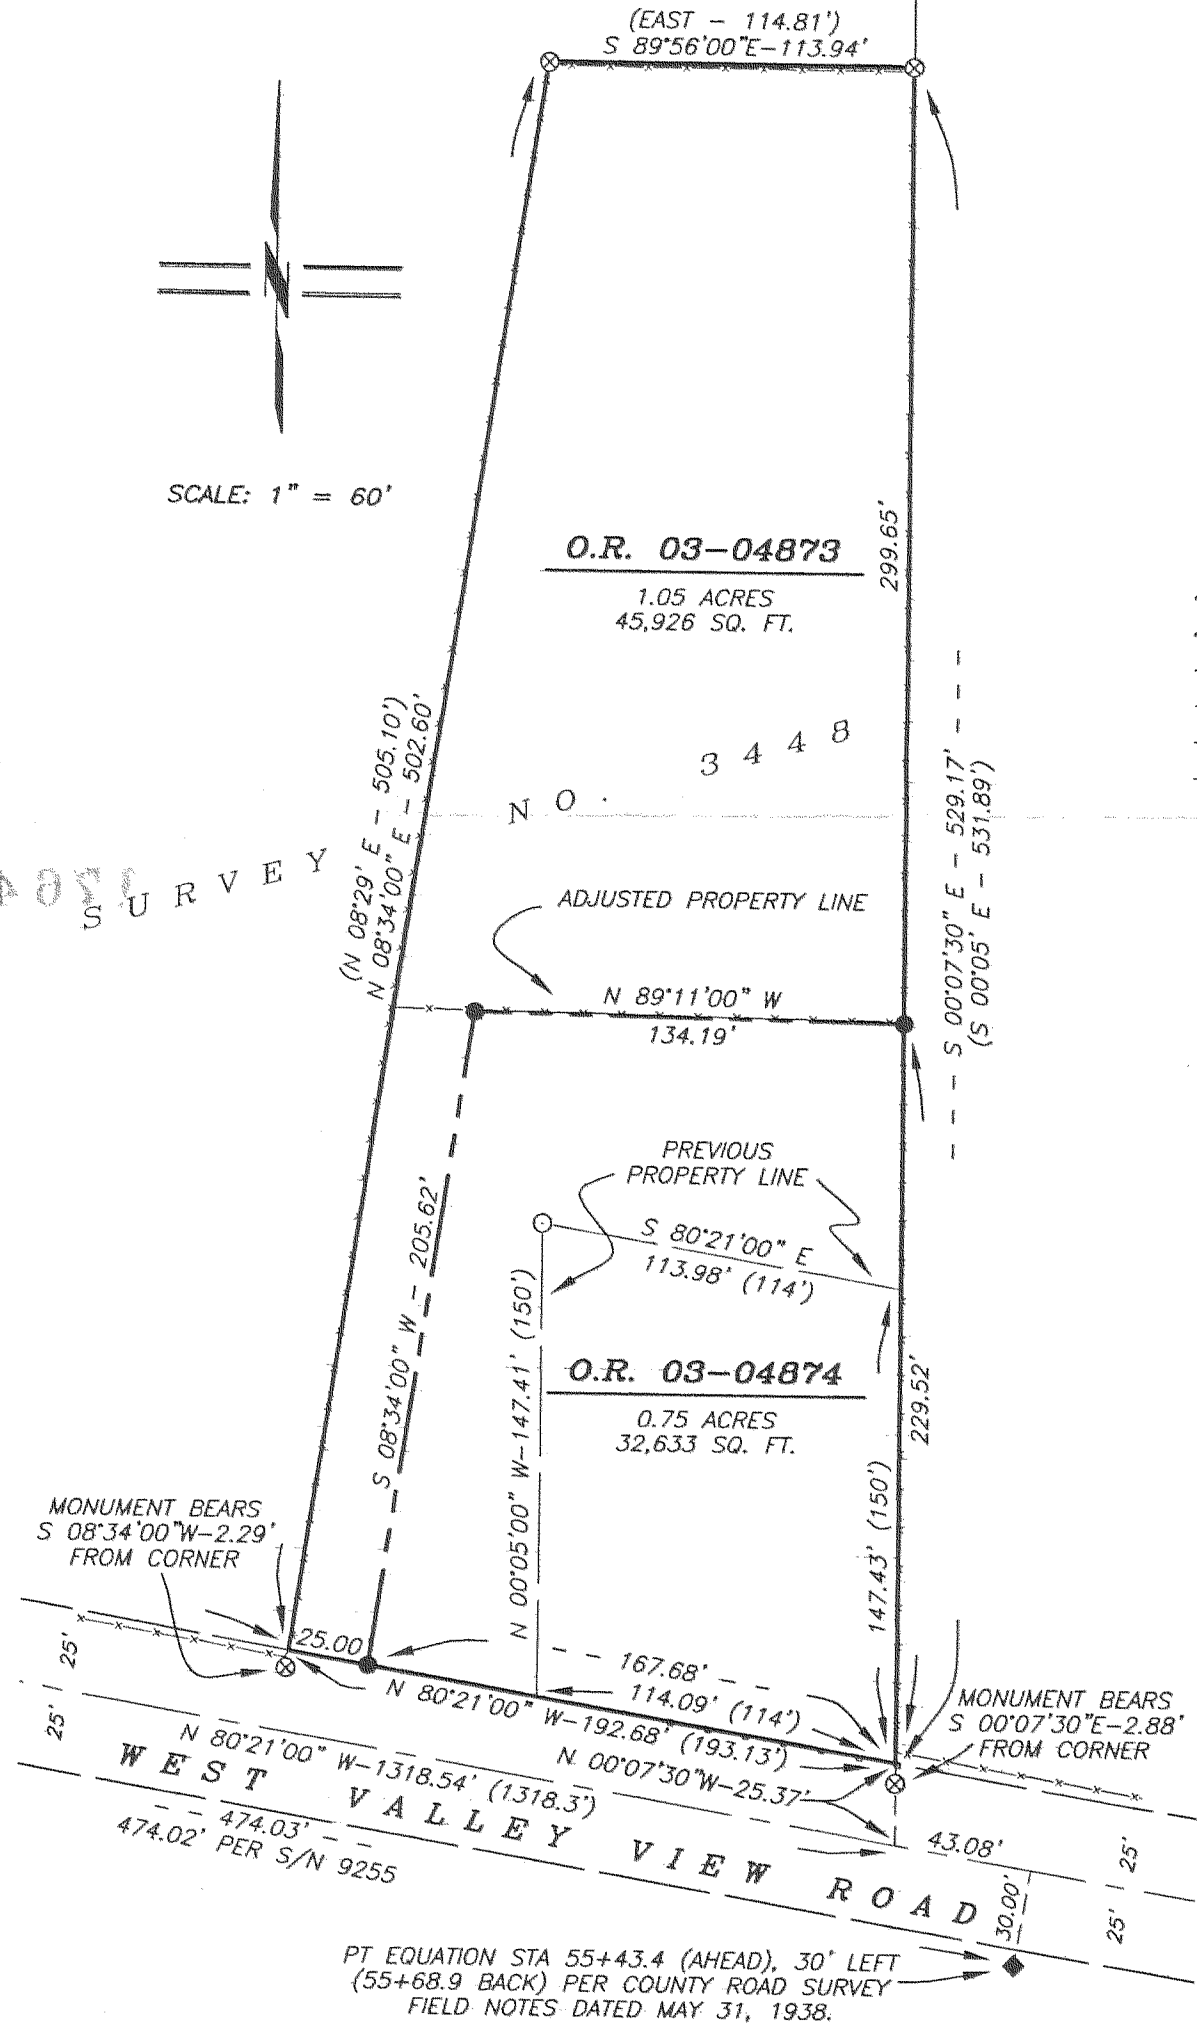 (EAST - 114.81')
S 89°56'00"E-113.94'
N
SCALE: 1" = 60'
O.R. 03-04873
1.05 ACRES
45,926 SQ. FT.
299.65'
(N 08°29' E - 505.10')
N 08°34'00" E - 502.60'
SURVEY NO. 3448
--- S 00°07'30" E - 529.17' ---
(S 00°05' E - 531.89')
ADJUSTED PROPERTY LINE
N 89°11'00" W
134.19'
PREVIOUS
PROPERTY LINE
S 80°21'00" E
113.98' (114')
S 08°34'00" W - 205.62'
N 00°05'00" W-147.41' (150')
O.R. 03-04874
0.75 ACRES
32,633 SQ. FT.
229.52'
147.43' (150')
MONUMENT BEARS
S 08°34'00"W-2.29'
FROM CORNER
25.00
25'
25'
167.68'
114.09' (114')
N 80°21'00" W-192.68' (193.13')
N 00°07'30"W-25.37'
MONUMENT BEARS
S 00°07'30"E-2.88'
FROM CORNER
N 80°21'00" W-1318.54' (1318.3')
WEST VALLEY VIEW ROAD
474.03'
474.02' PER S/N 9255
43.08'
30.00'
25'
25'
PT EQUATION STA 55+43.4 (AHEAD), 30' LEFT
(55+68.9 BACK) PER COUNTY ROAD SURVEY
FIELD NOTES DATED MAY 31, 1938.